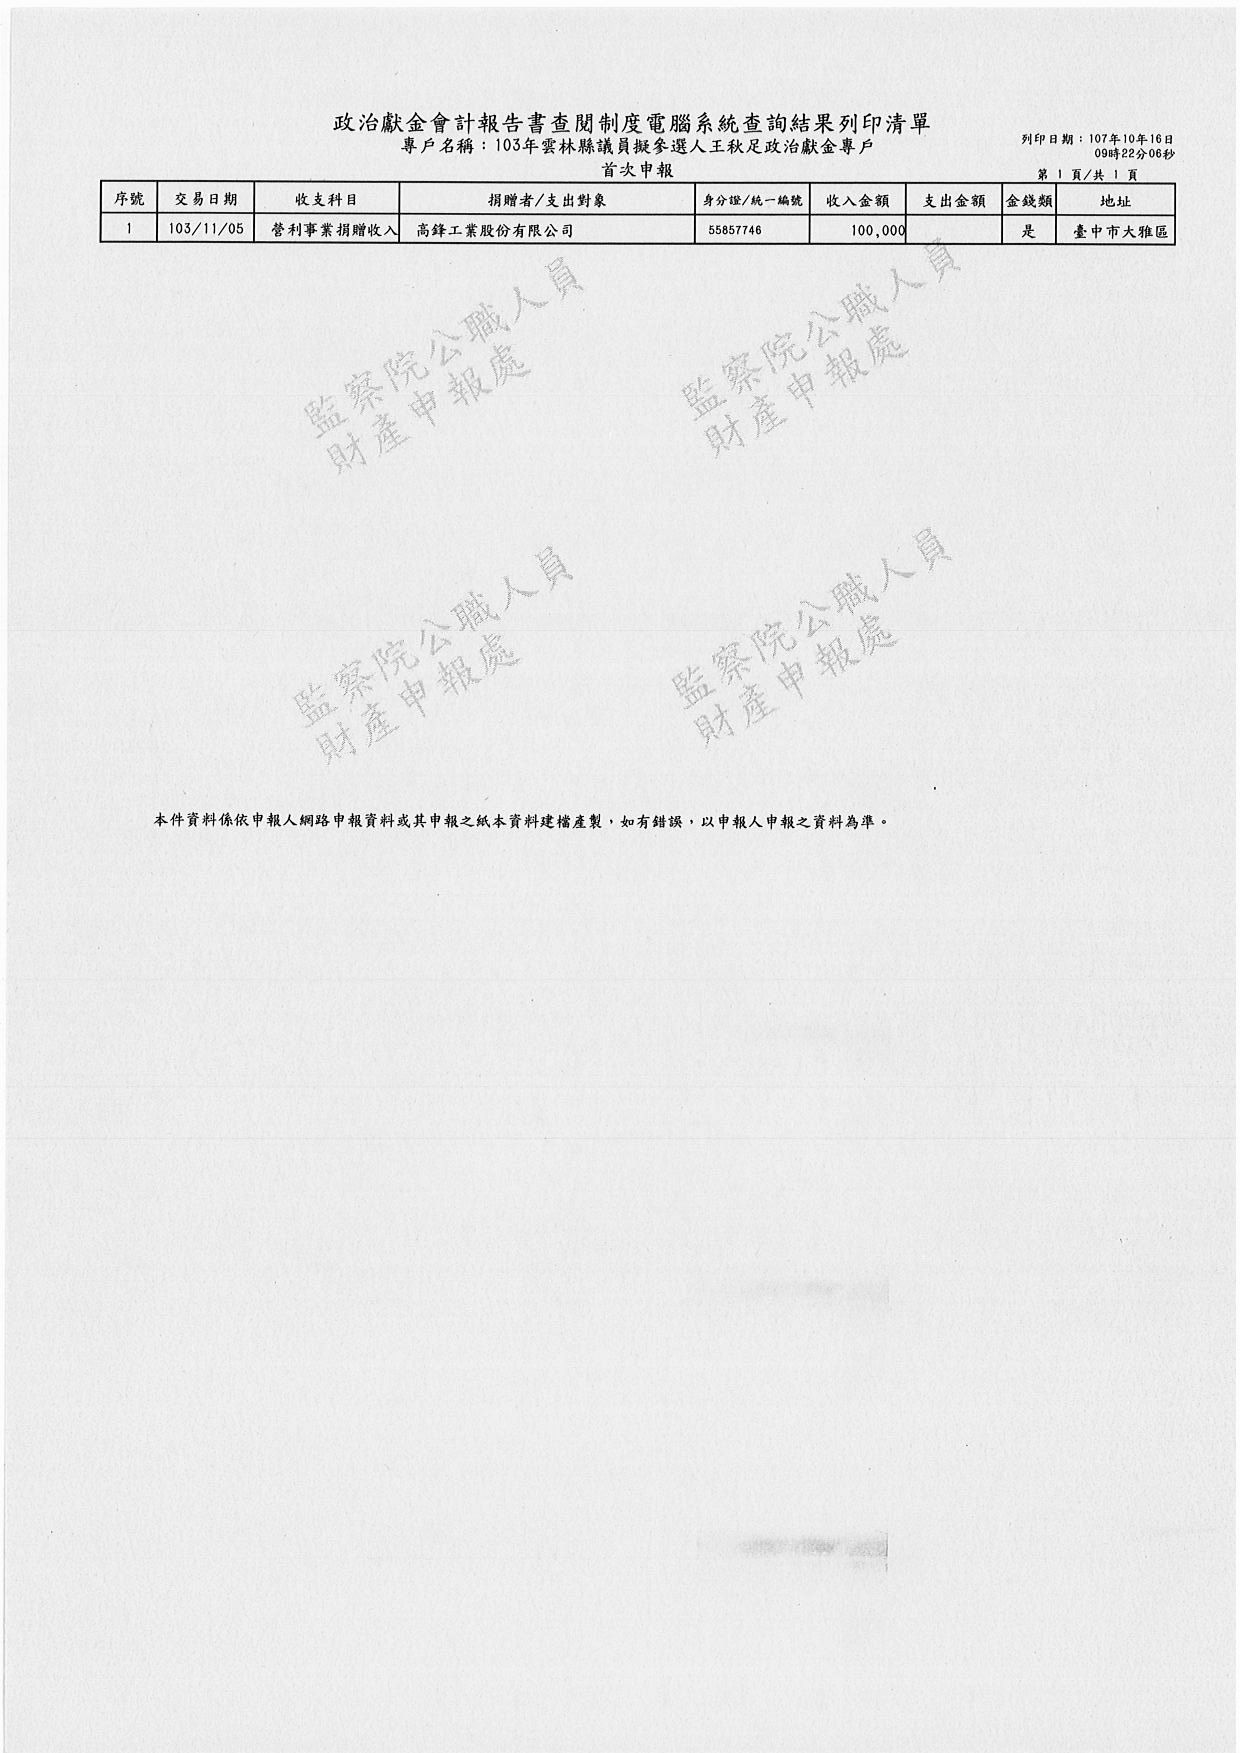 政治獻金會計報告書查閱制度電腦系統查詢結果列印清單
專戶名稱：103年雲林縣議員擬參選人王秋足政治獻金專戶
首次申報
列印日期：107年10年16日
09時22分06秒
第 1 頁/共 1 頁
序號 交易日期 收支科目 捐贈者/支出對象 身分證/統一編號 收入金額 支出金額 金錢類 地址
1 103/11/05 營利事業捐贈收入 高鋒工業股份有限公司 55857746 100,000 是 臺中市大雅區
監察院公職人員
財產申報處
監察院公職人員
財產申報處
監察院公職人員
財產申報處
監察院公職人員
財產申報處
本件資料係依申報人網路申報資料或其申報之紙本資料建檔產製，如有錯誤，以申報人申報之資料為準。